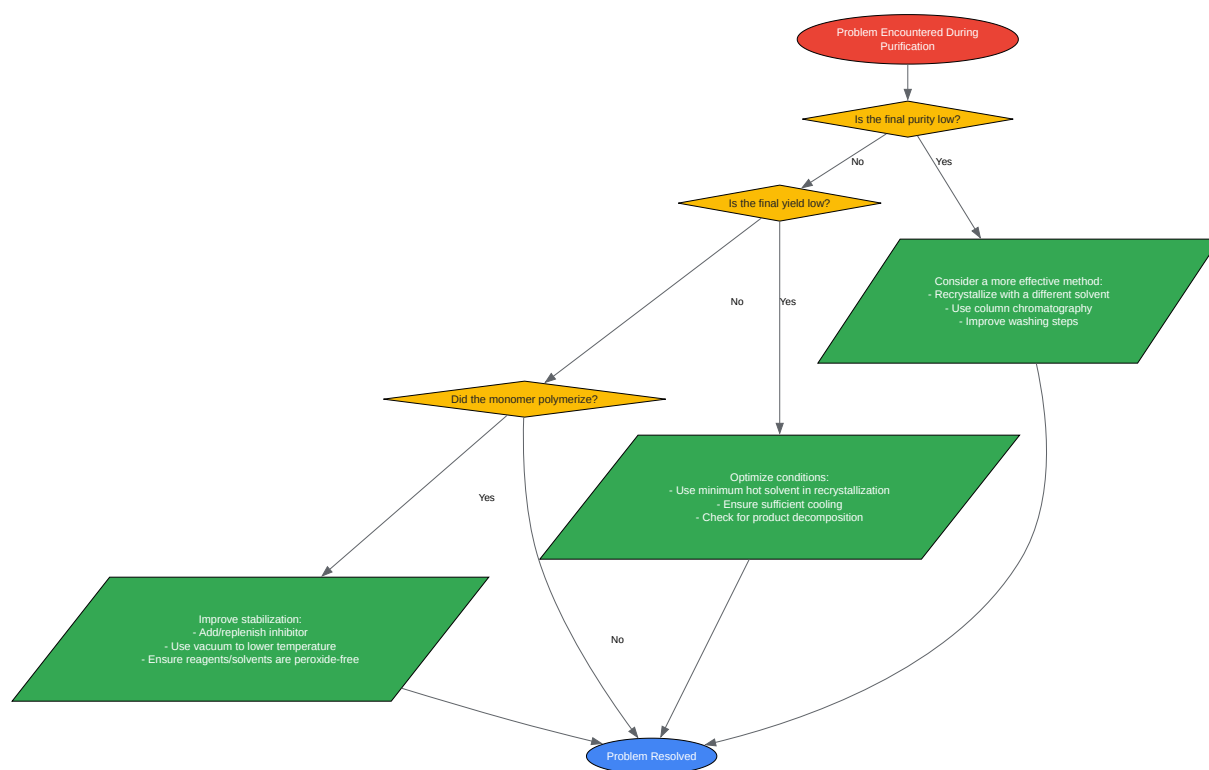 Problem Encountered During
Purification
Is the final purity low?
No
Yes
Is the final yield low?
Consider a more effective method:
- Recrystallize with a different solvent
- Use column chromatography
- Improve washing steps
No
Yes
Did the monomer polymerize?
Optimize conditions:
- Use minimum hot solvent in recrystallization
- Ensure sufficient cooling
- Check for product decomposition
Yes
Improve stabilization:
- Add/replenish inhibitor
- Use vacuum to lower temperature
- Ensure reagents/solvents are peroxide-free
No
Problem Resolved